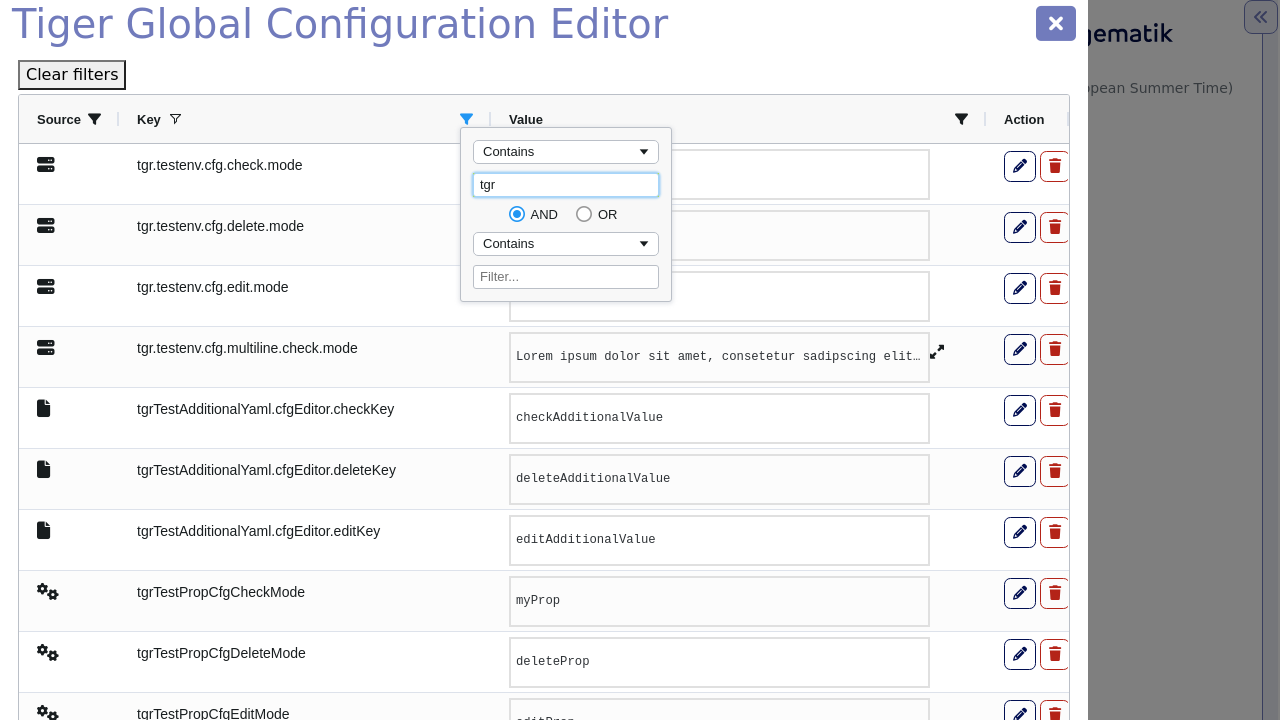 Tiger Global Configuration Editor
gematik
Clear filters
opean Summer Time)
Source
Key
Value
Action
Contains
tgr
AND
OR
Contains
Filter...
tgr.testenv.cfg.check.mode
tgr.testenv.cfg.delete.mode
tgr.testenv.cfg.edit.mode
tgr.testenv.cfg.multiline.check.mode
Lorem ipsum dolor sit amet, consetetur sadipscing elit…
tgrTestAdditionalYaml.cfgEditor.checkKey
checkAdditionalValue
tgrTestAdditionalYaml.cfgEditor.deleteKey
deleteAdditionalValue
tgrTestAdditionalYaml.cfgEditor.editKey
editAdditionalValue
tgrTestPropCfgCheckMode
myProp
tgrTestPropCfgDeleteMode
deleteProp
tgrTestPropCfgEditMode
editProp